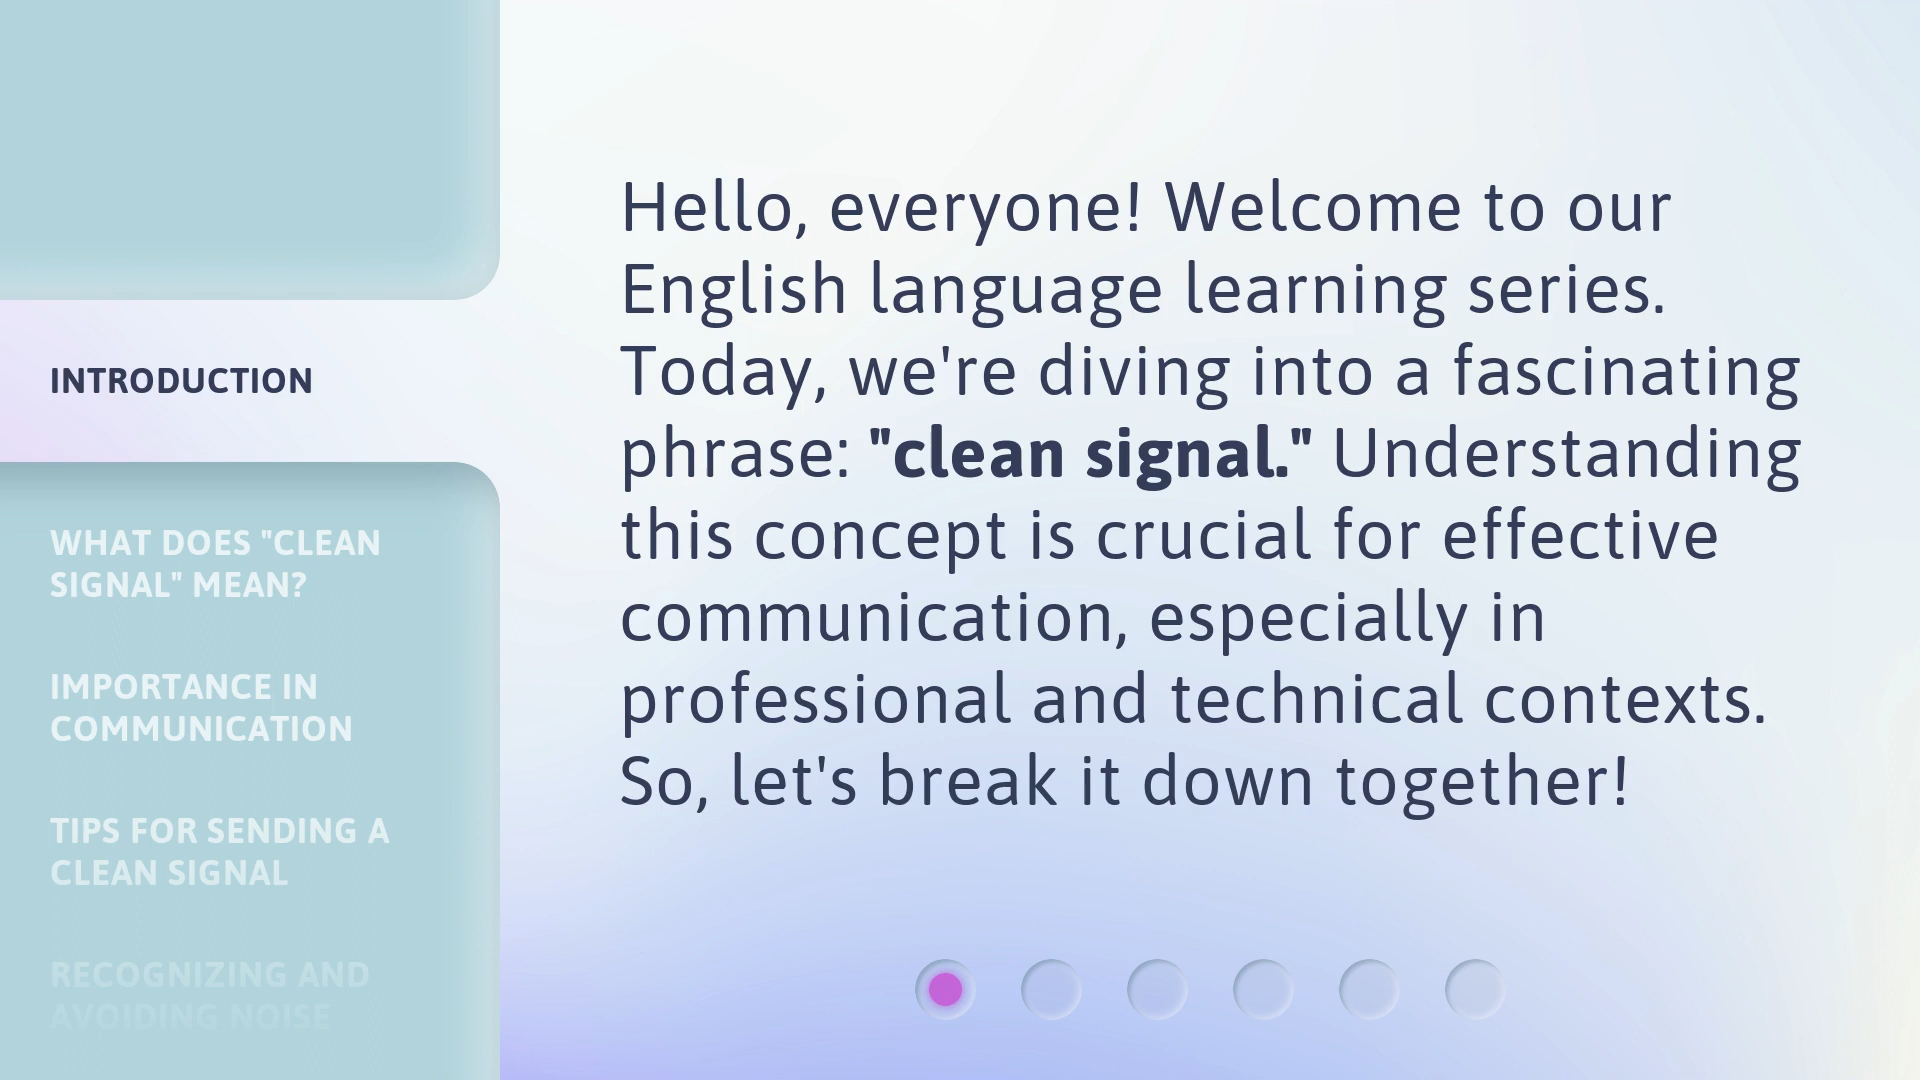 INTRODUCTION
WHAT DOES "CLEAN
SIGNAL" MEAN?
IMPORTANCE IN
COMMUNICATION
TIPS FOR SENDING A
CLEAN SIGNAL
RECOGNIZING AND
AVOIDING NOISE
Hello, everyone! Welcome to our
English language learning series.
Today, we're diving into a fascinating
phrase: "clean signal." Understanding
this concept is crucial for effective
communication, especially in
professional and technical contexts.
So, let's break it down together!